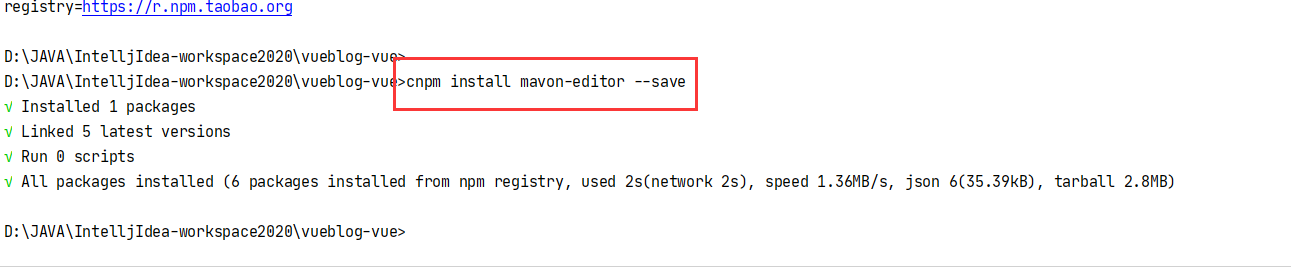 registry=https://r.npm.taobao.org
D:\JAVA\IntelljIdea-workspace2020\vueblog-vue>
D:\JAVA\IntelljIdea-workspace2020\vueblog-vue>cnpm install mavon-editor --save
√ Installed 1 packages
√ Linked 5 latest versions
√ Run 0 scripts
√ All packages installed (6 packages installed from npm registry, used 2s(network 2s), speed 1.36MB/s, json 6(35.39kB), tarball 2.8MB)
D:\JAVA\IntelljIdea-workspace2020\vueblog-vue>